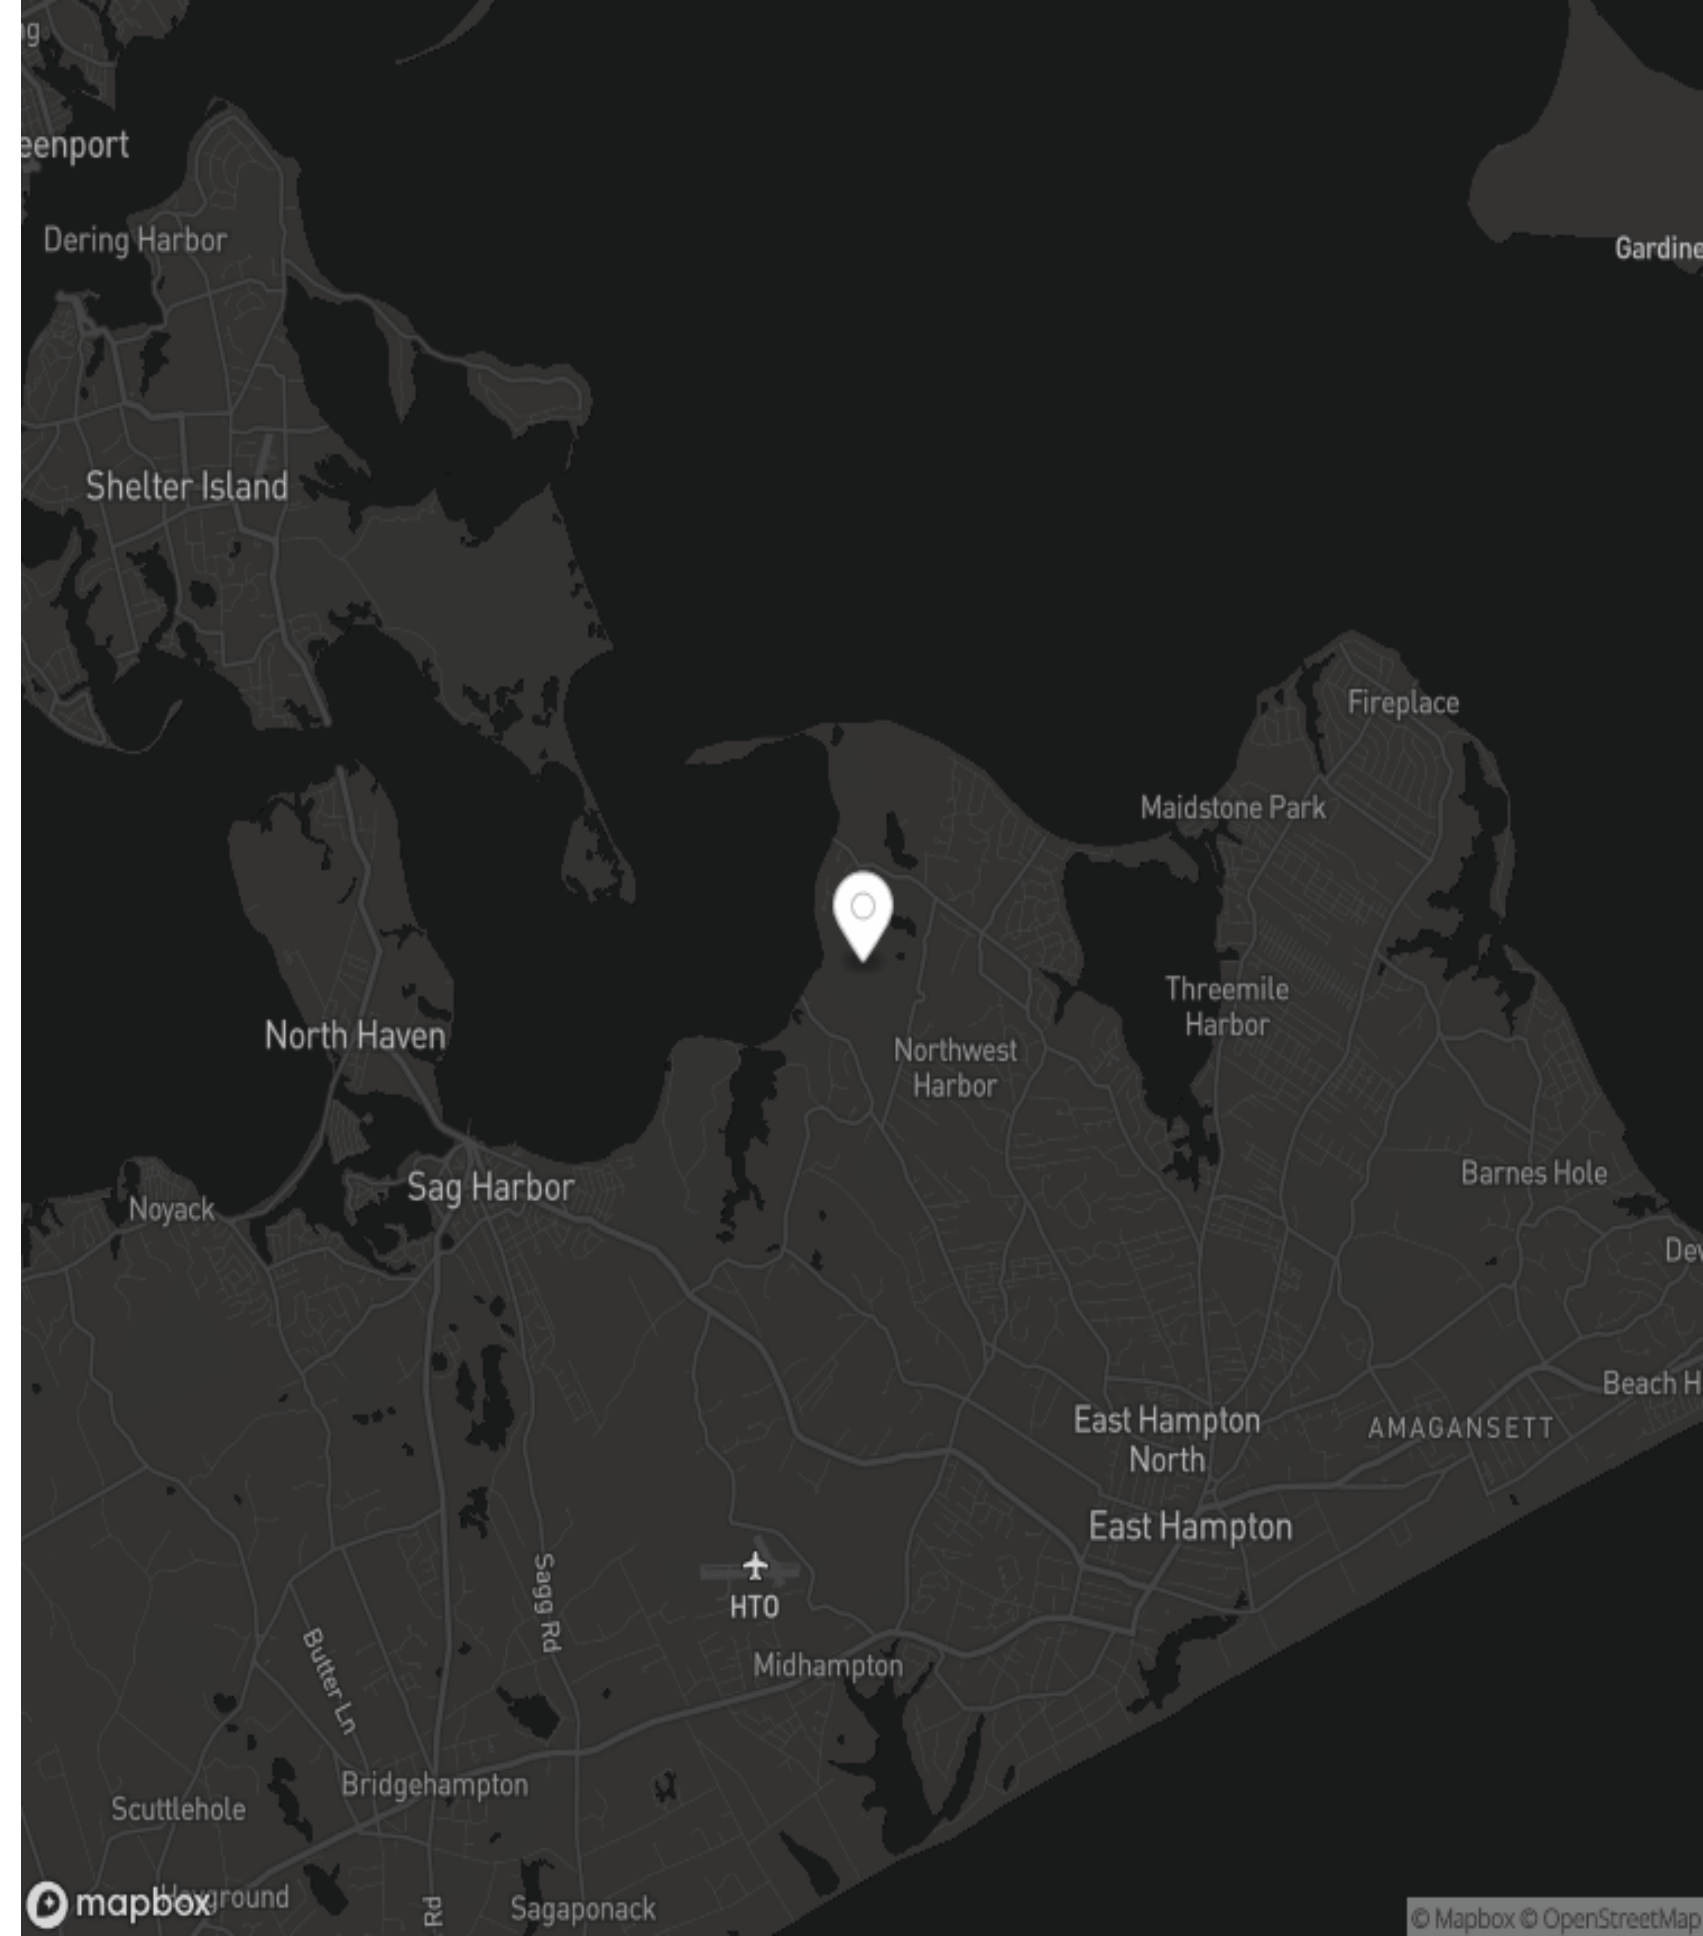 ng
eenport
Dering Harbor
Gardine
Shelter Island
Fireplace
Maidstone Park
Threemile
Harbor
North Haven
Northwest
Harbor
Sag Harbor
Barnes Hole
Noyack
Dev
Beach H
East Hampton
North
AMAGANSETT
East Hampton
Sagg Rd
HTO
Butter Ln
Midhampton
Bridgehampton
Scuttlehole
Hayground
mapbox
Rd
Sagaponack
© Mapbox © OpenStreetMap